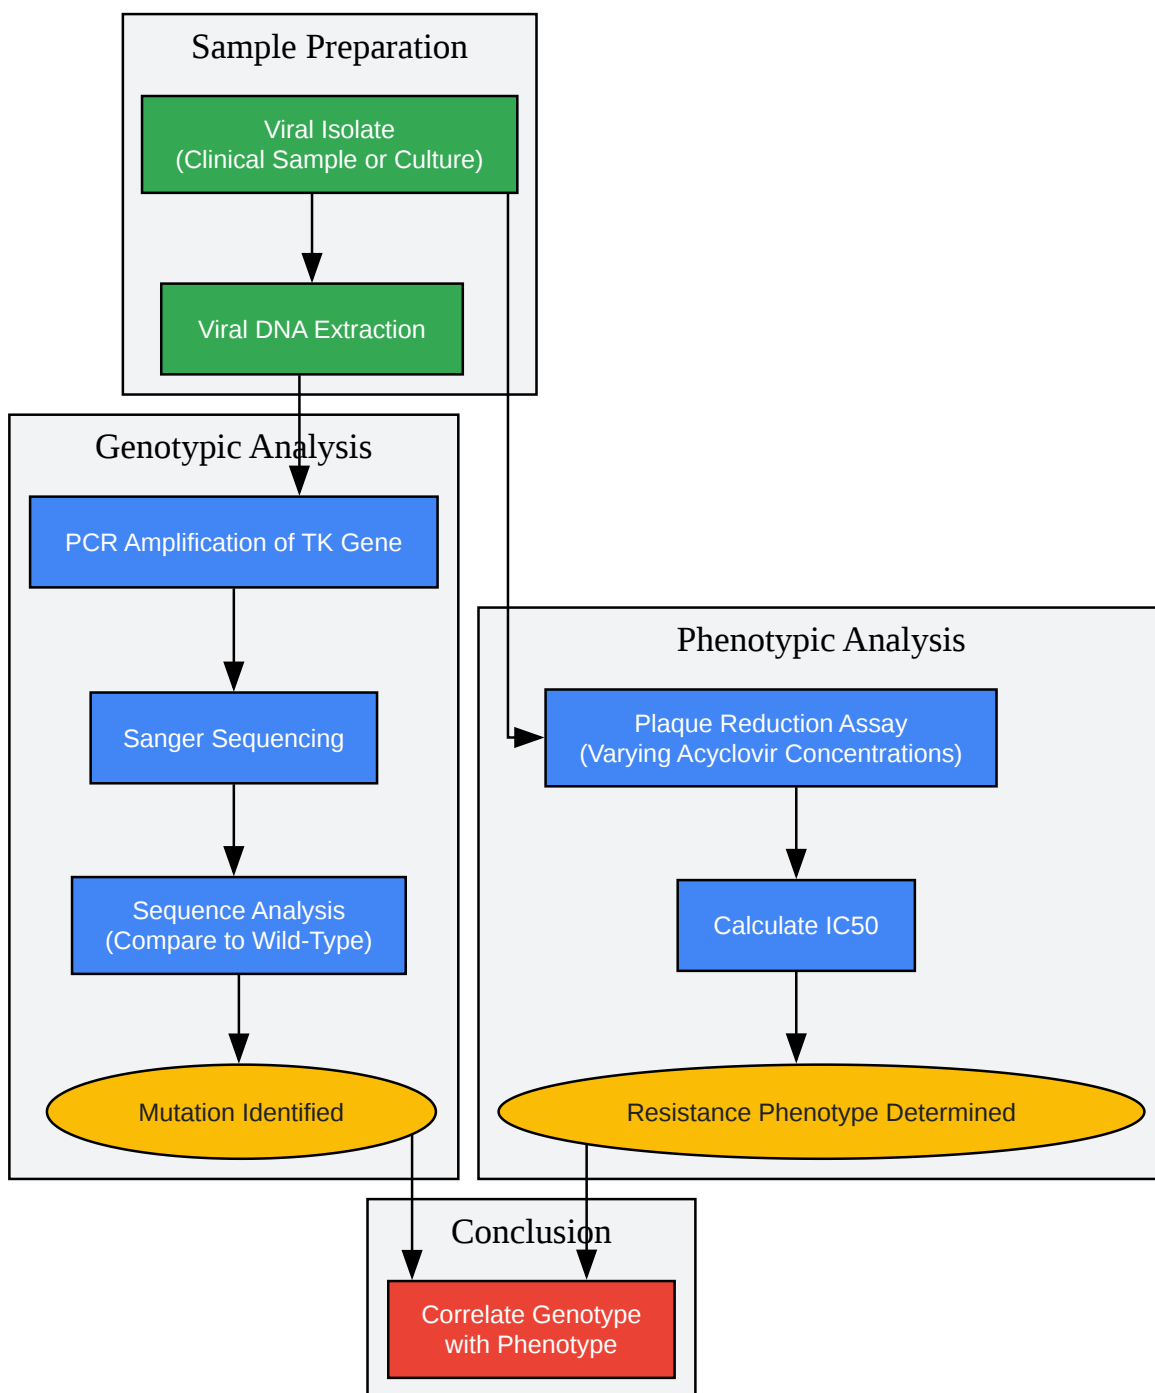 Sample Preparation
Viral Isolate
(Clinical Sample or Culture)
Viral DNA Extraction
Genotypic Analysis
PCR Amplification of TK Gene
Sanger Sequencing
Sequence Analysis
(Compare to Wild-Type)
Mutation Identified
Phenotypic Analysis
Plaque Reduction Assay
(Varying Acyclovir Concentrations)
Calculate IC50
Resistance Phenotype Determined
Conclusion
Correlate Genotype
with Phenotype